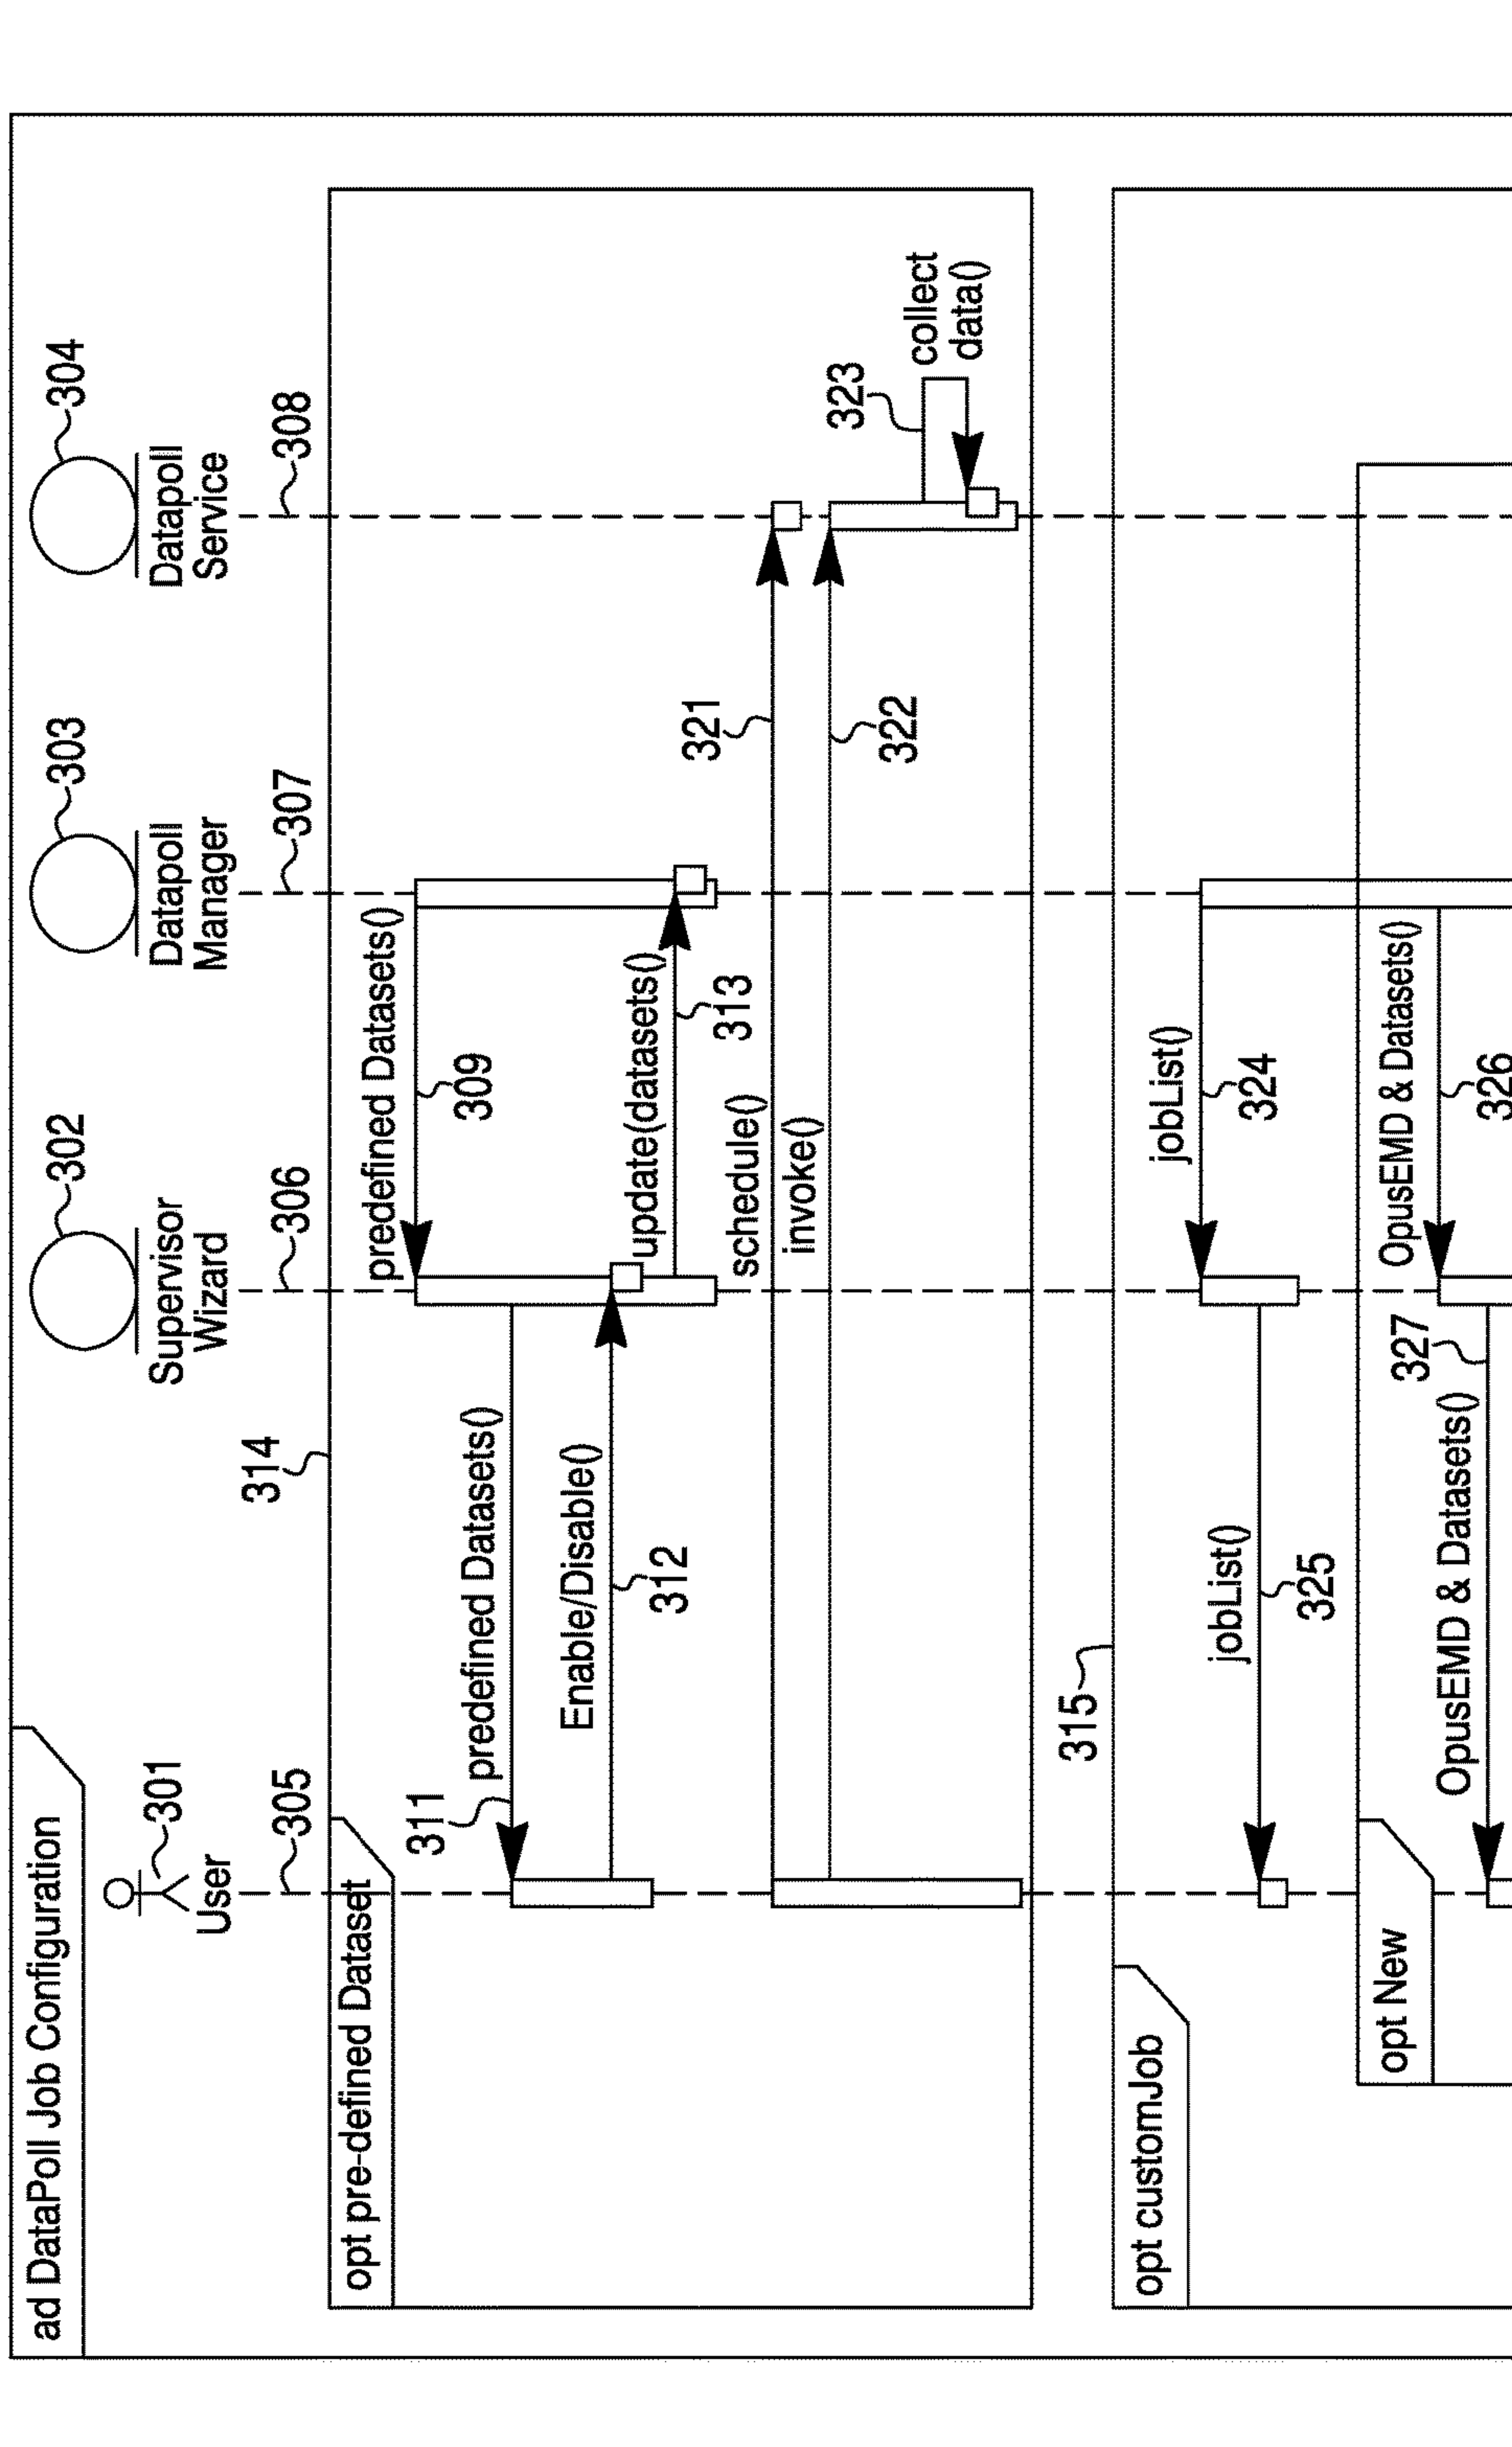 ad DataPoll Job Configuration
301
User
302
Supervisor
Wizard
303
Datapoll
Manager
304
Datapoll
Service
305
306
307
308
314
opt pre-defined Dataset
predefined Datasets()
309
311
predefined Datasets()
Enable/Disable()
312
update(datasets()
313
schedule()
321
invoke()
322
323
collect
data()
315
opt customJob
jobList()
324
jobList()
325
opt New
OpusEMD & Datasets()
326
327
OpusEMD & Datasets()